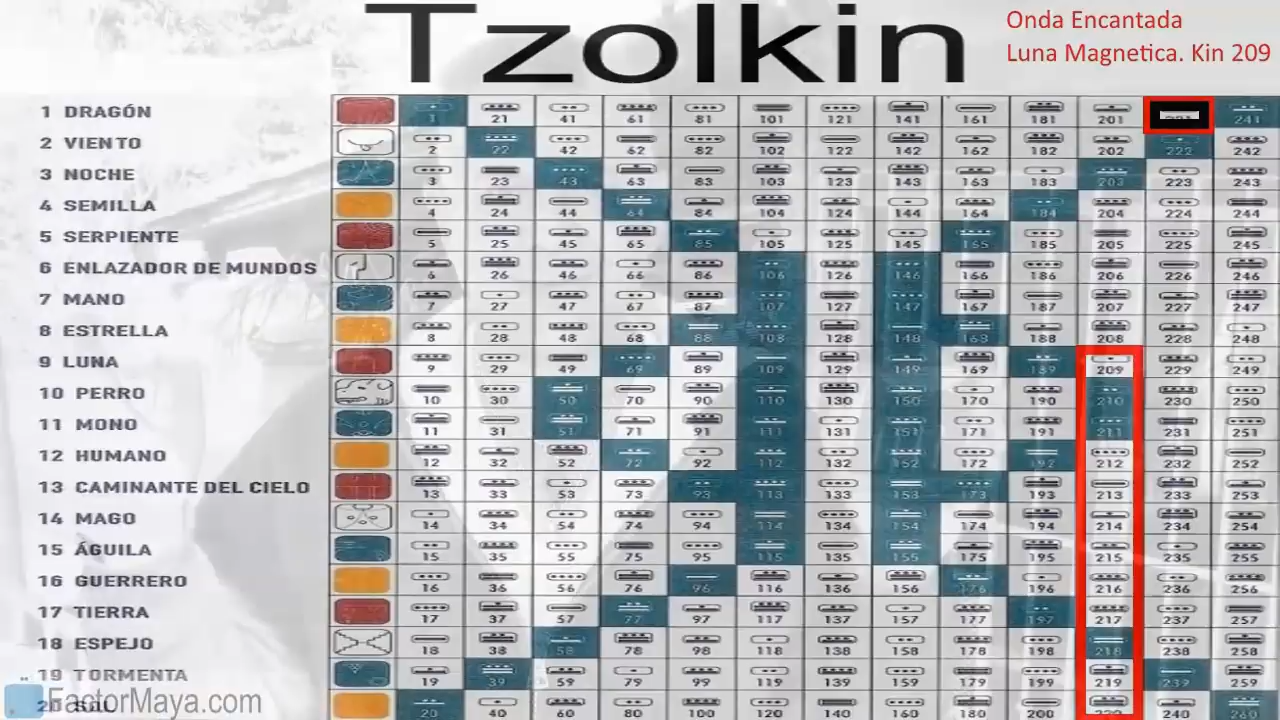 Tzolkin
Onda Encantada
Luna Magnetica. Kin 209
1 DRAGÓN 1 21 41 61 81 101 121 141 161 181 201 241
2 VIENTO 2 22 42 62 82 102 122 142 162 182 202 222 242
3 NOCHE 3 23 43 63 83 103 123 143 163 183 203 223 243
4 SEMILLA 4 24 44 64 84 104 124 144 164 184 204 224 244
5 SERPIENTE 5 25 45 65 85 105 125 145 165 185 205 225 245
6 ENLAZADOR DE MUNDOS 6 26 46 66 86 106 126 146 166 186 206 226 246
7 MANO 7 27 47 67 87 107 127 147 167 187 207 227 247
8 ESTRELLA 8 28 48 68 88 108 128 148 168 188 208 228 248
9 LUNA 9 29 49 69 89 109 129 149 169 189 209 229 249
10 PERRO 10 30 50 70 90 110 130 150 170 190 210 230 250
11 MONO 11 31 51 71 91 111 131 151 171 191 211 231 251
12 HUMANO 12 32 52 72 92 112 132 152 172 192 212 232 252
13 CAMINANTE DEL CIELO 13 33 53 73 93 113 133 153 173 193 213 233 253
14 MAGO 14 34 54 74 94 114 134 154 174 194 214 234 254
15 ÁGUILA 15 35 55 75 95 115 135 155 175 195 215 235 255
16 GUERRERO 16 36 56 76 96 116 136 156 176 196 216 236 256
17 TIERRA 17 37 57 77 97 117 137 157 177 197 217 237 257
18 ESPEJO 18 38 58 78 98 118 138 158 178 198 218 238 258
19 TORMENTA 19 39 59 79 99 119 139 159 179 199 219 239 259
20 40 60 80 100 120 140 160 180 200 240 260
FactorMaya.com